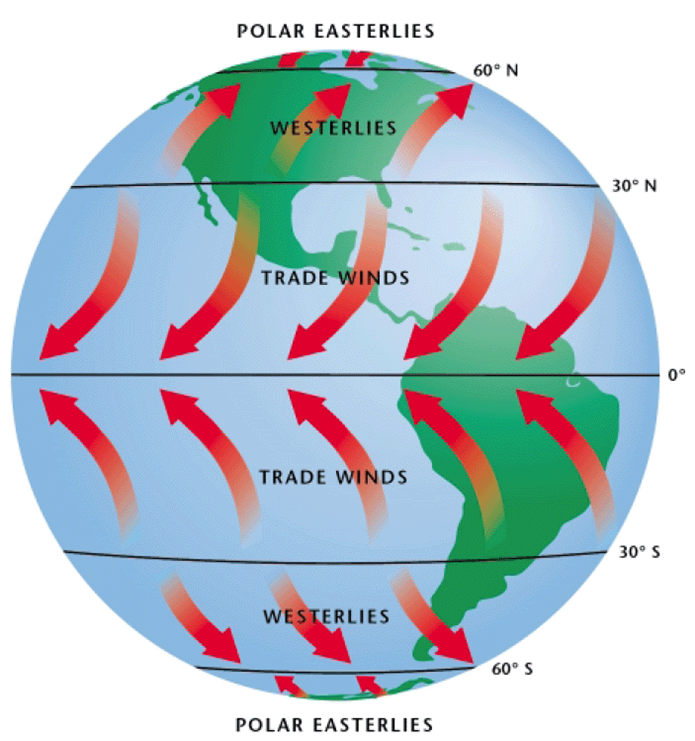 POLAR EASTERLIES
60° N
WESTERLIES
30° N
TRADE WINDS
0°
TRADE WINDS
30° S
WESTERLIES
60° S
POLAR EASTERLIES